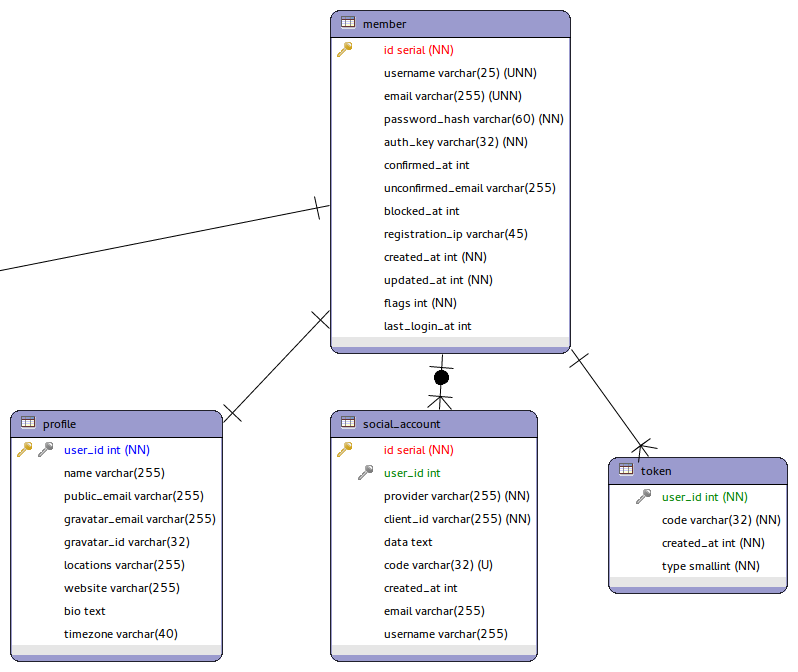 member
id serial (NN)
username varchar(25) (UNN)
email varchar(255) (UNN)
password_hash varchar(60) (NN)
auth_key varchar(32) (NN)
confirmed_at int
unconfirmed_email varchar(255)
blocked_at int
registration_ip varchar(45)
created_at int (NN)
updated_at int (NN)
flags int (NN)
last_login_at int
profile
user_id int (NN)
name varchar(255)
public_email varchar(255)
gravatar_email varchar(255)
gravatar_id varchar(32)
locations varchar(255)
website varchar(255)
bio text
timezone varchar(40)
social_account
id serial (NN)
user_id int
provider varchar(255) (NN)
client_id varchar(255) (NN)
data text
code varchar(32) (U)
created_at int
email varchar(255)
username varchar(255)
token
user_id int (NN)
code varchar(32) (NN)
created_at int (NN)
type smallint (NN)